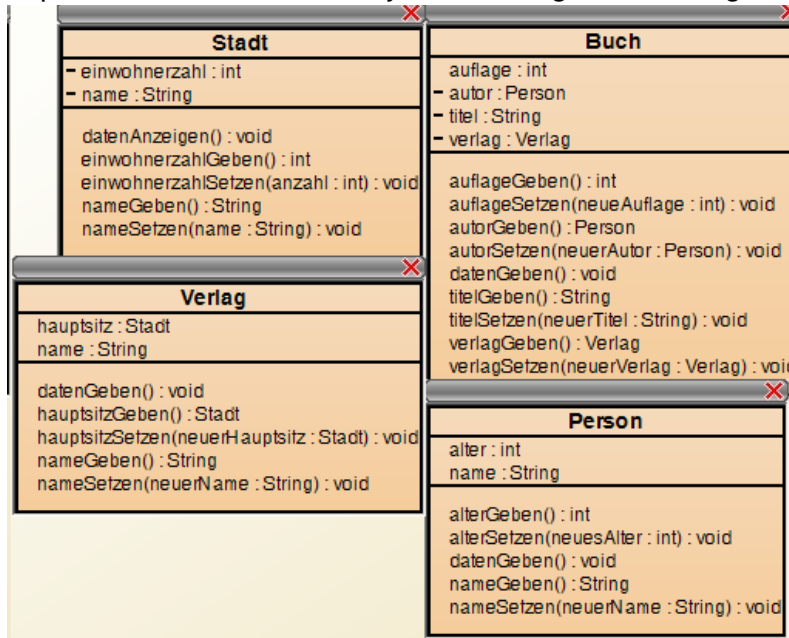 Stadt
- einwohnerzahl : int
- name : String
datenAnzeigen() : void
einwohnerzahlGeben() : int
einwohnerzahlSetzen(anzahl : int) : void
nameGeben() : String
nameSetzen(name : String) : void
Buch
auflage : int
- autor : Person
- titel : String
- verlag : Verlag
auflageGeben() : int
auflageSetzen(neueAuflage : int) : void
autorGeben() : Person
autorSetzen(neuerAutor : Person) : void
datenGeben() : void
titelGeben() : String
titelSetzen(neuerTitel : String) : void
verlagGeben() : Verlag
verlagSetzen(neuerVerlag : Verlag) : void
Verlag
hauptsitz : Stadt
name : String
datenGeben() : void
hauptsitzGeben() : Stadt
hauptsitzSetzen(neuerHauptsitz : Stadt) : void
nameGeben() : String
nameSetzen(neuerName : String) : void
Person
alter : int
name : String
alterGeben() : int
alterSetzen(neuesAlter : int) : void
datenGeben() : void
nameGeben() : String
nameSetzen(neuerName : String) : void